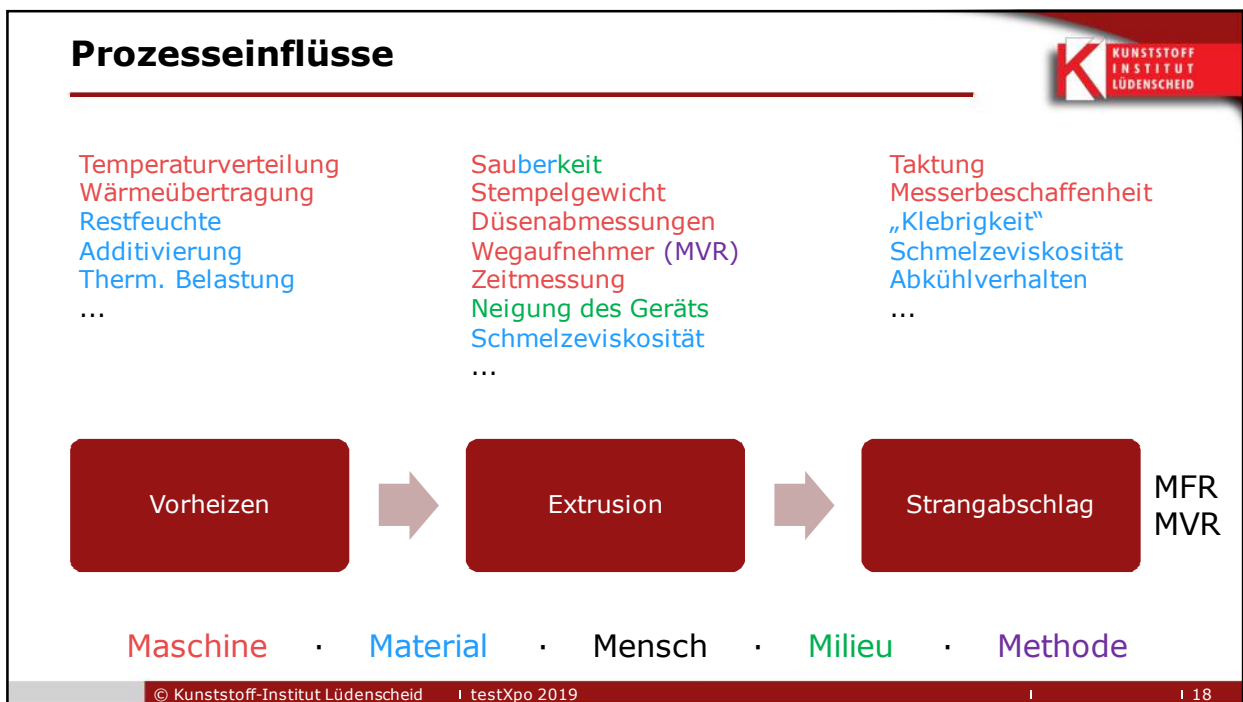 Prozesseinflüsse
KUNSTSTOFF
INSTITUT
LÜDENSCHEID
Temperaturverteilung
Wärmeübertragung
Restfeuchte
Additivierung
Therm. Belastung
...
Sauberkeit
Stempelgewicht
Düsenabmessungen
Wegaufnehmer (MVR)
Zeitmessung
Neigung des Geräts
Schmelzeviskosität
...
Taktung
Messerbeschaffenheit
„Klebrigkeit“
Schmelzeviskosität
Abkühlverhalten
...
Vorheizen
Extrusion
Strangabschlag
MFR
MVR
Maschine · Material · Mensch · Milieu · Methode
© Kunststoff-Institut Lüdenscheid I testXpo 2019 I I 18